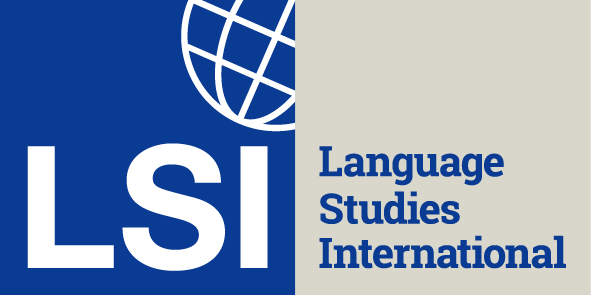 LSI
Language
Studies
International